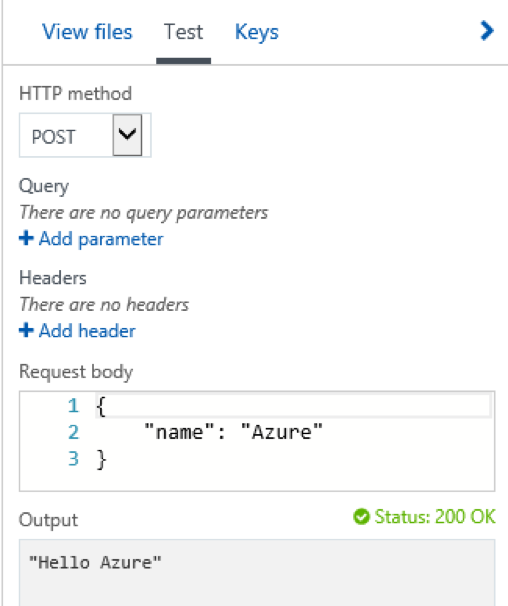 View files Test Keys
HTTP method
POST
Query
There are no query parameters
+ Add parameter
Headers
There are no headers
+ Add header
Request body
1 {
2     "name": "Azure"
3 }
Output Status: 200 OK
"Hello Azure"